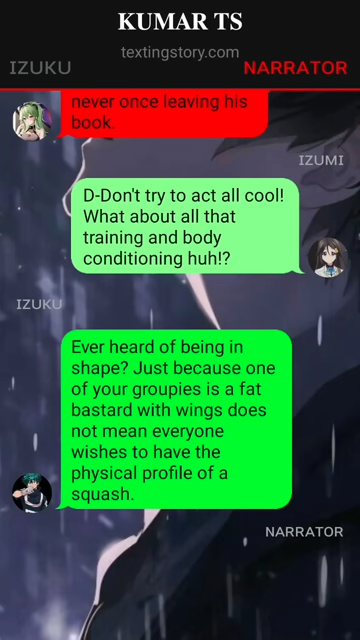 KUMAR TS
textingstory.com
IZUKU
NARRATOR
never once leaving his
book.
IZUMI
D-Don't try to act all cool!
What about all that
training and body
conditioning huh!?
IZUKU
Ever heard of being in
shape? Just because one
of your groupies is a fat
bastard with wings does
not mean everyone
wishes to have the
physical profile of a
squash.
NARRATOR